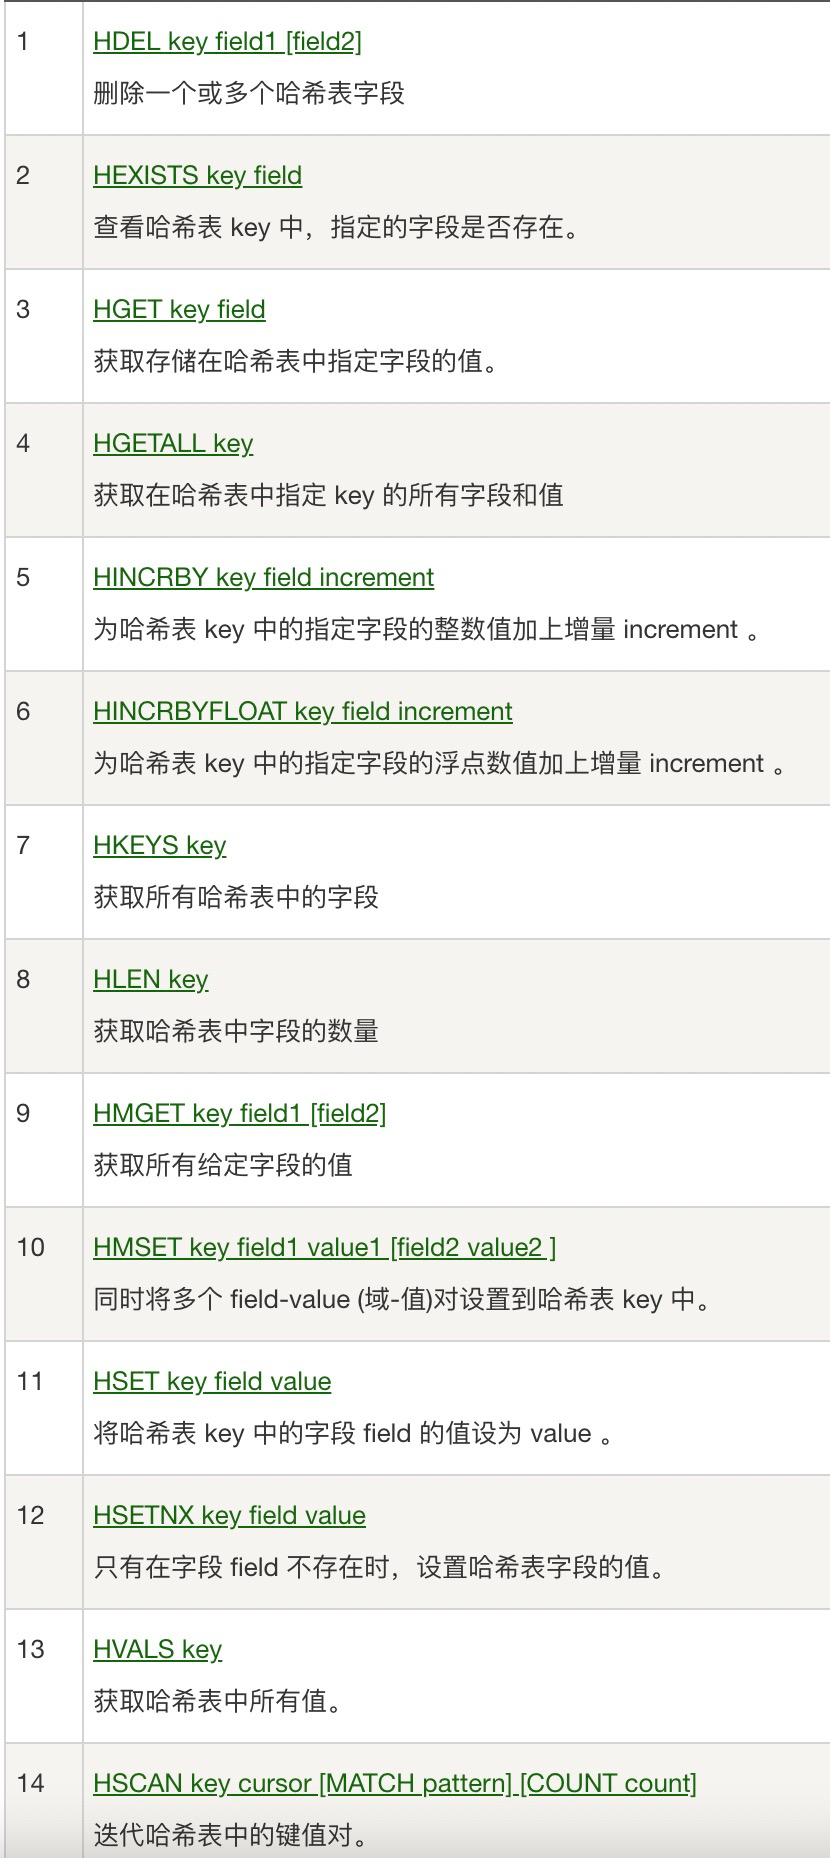 1 HDEL key field1 [field2]
删除一个或多个哈希表字段
2 HEXISTS key field
查看哈希表 key 中，指定的字段是否存在。
3 HGET key field
获取存储在哈希表中指定字段的值。
4 HGETALL key
获取在哈希表中指定 key 的所有字段和值
5 HINCRBY key field increment
为哈希表 key 中的指定字段的整数值加上增量 increment 。
6 HINCRBYFLOAT key field increment
为哈希表 key 中的指定字段的浮点数值加上增量 increment 。
7 HKEYS key
获取所有哈希表中的字段
8 HLEN key
获取哈希表中字段的数量
9 HMGET key field1 [field2]
获取所有给定字段的值
10 HMSET key field1 value1 [field2 value2 ]
同时将多个 field-value (域-值)对设置到哈希表 key 中。
11 HSET key field value
将哈希表 key 中的字段 field 的值设为 value 。
12 HSETNX key field value
只有在字段 field 不存在时，设置哈希表字段的值。
13 HVALS key
获取哈希表中所有值。
14 HSCAN key cursor [MATCH pattern] [COUNT count]
迭代哈希表中的键值对。